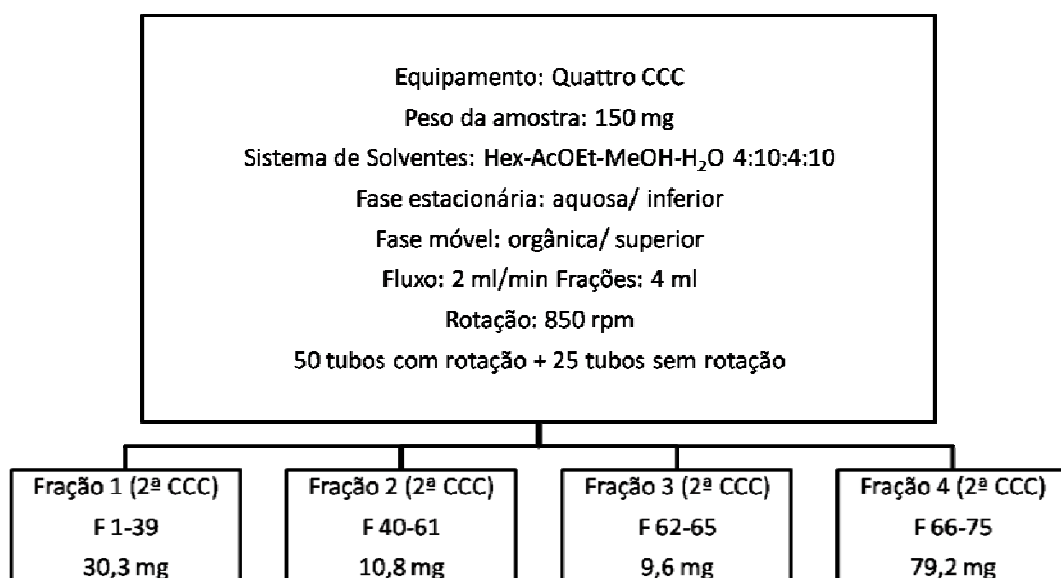 Equipamento: Quattro CCC
Peso da amostra: 150 mg
Sistema de Solventes: Hex-AcOEt-MeOH-H₂O 4:10:4:10
Fase estacionária: aquosa/ inferior
Fase móvel: orgânica/ superior
Fluxo: 2 ml/min Frações: 4 ml
Rotação: 850 rpm
50 tubos com rotação + 25 tubos sem rotação
Fração 1 (2ª CCC)
F 1-39
30,3 mg
Fração 2 (2ª CCC)
F 40-61
10,8 mg
Fração 3 (2ª CCC)
F 62-65
9,6 mg
Fração 4 (2ª CCC)
F 66-75
79,2 mg